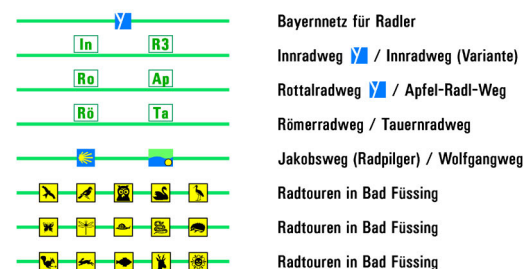 Bayernnetz für Radler
In R3 Innradweg / Innradweg (Variante)
Ro Ap Rottalradweg / Apfel-Radl-Weg
Rö Ta Römerradweg / Tauernradweg
Jakobsweg (Radpilger) / Wolfgangweg
Radtouren in Bad Füssing
Radtouren in Bad Füssing
Radtouren in Bad Füssing